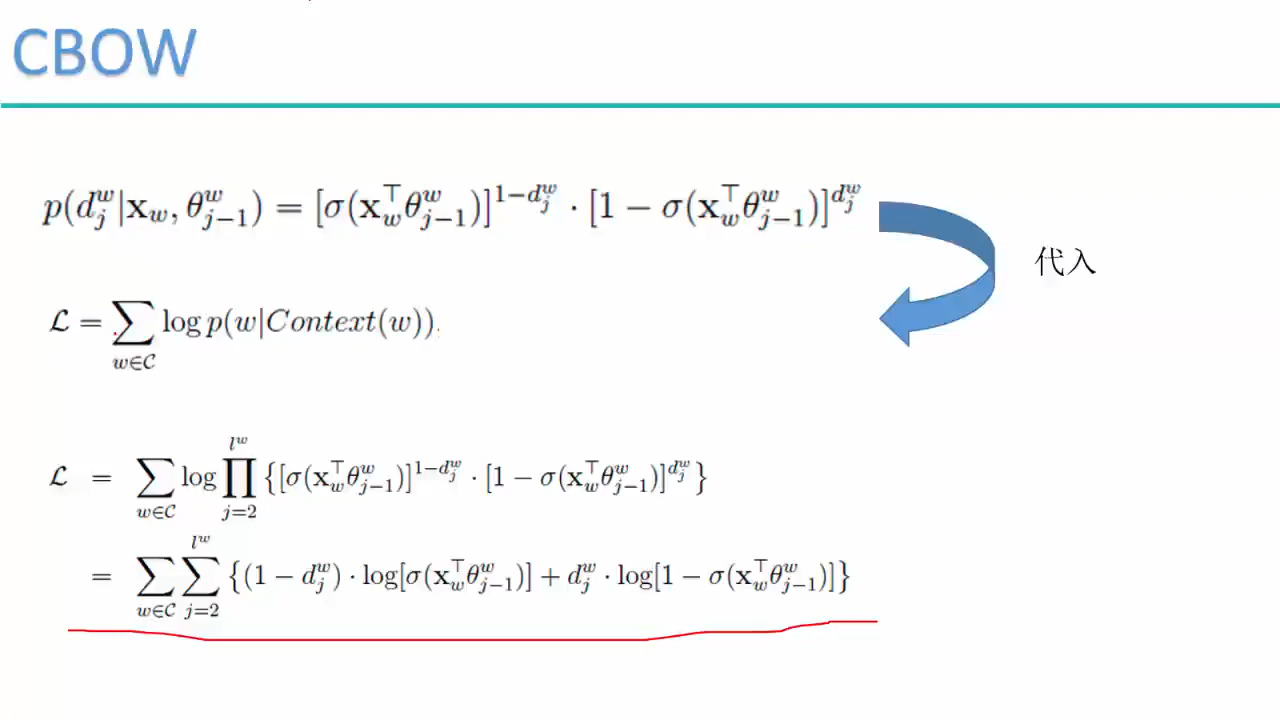 CBOW
p(d_j^w|x_w, θ_{j−1}^w) = [σ(x_w^⊤θ_{j−1}^w)]^{1−d_j^w} · [1 − σ(x_w^⊤θ_{j−1}^w)]^{d_j^w}
代入
ℒ = ∑_{w∈𝒞} log p(w|Context(w)).
ℒ = ∑_{w∈𝒞} log ∏_{j=2}^{l^w} {[σ(x_w^⊤θ_{j−1}^w)]^{1−d_j^w} · [1 − σ(x_w^⊤θ_{j−1}^w)]^{d_j^w}}
= ∑_{w∈𝒞} ∑_{j=2}^{l^w} {(1 − d_j^w) · log[σ(x_w^⊤θ_{j−1}^w)] + d_j^w · log[1 − σ(x_w^⊤θ_{j−1}^w)]}